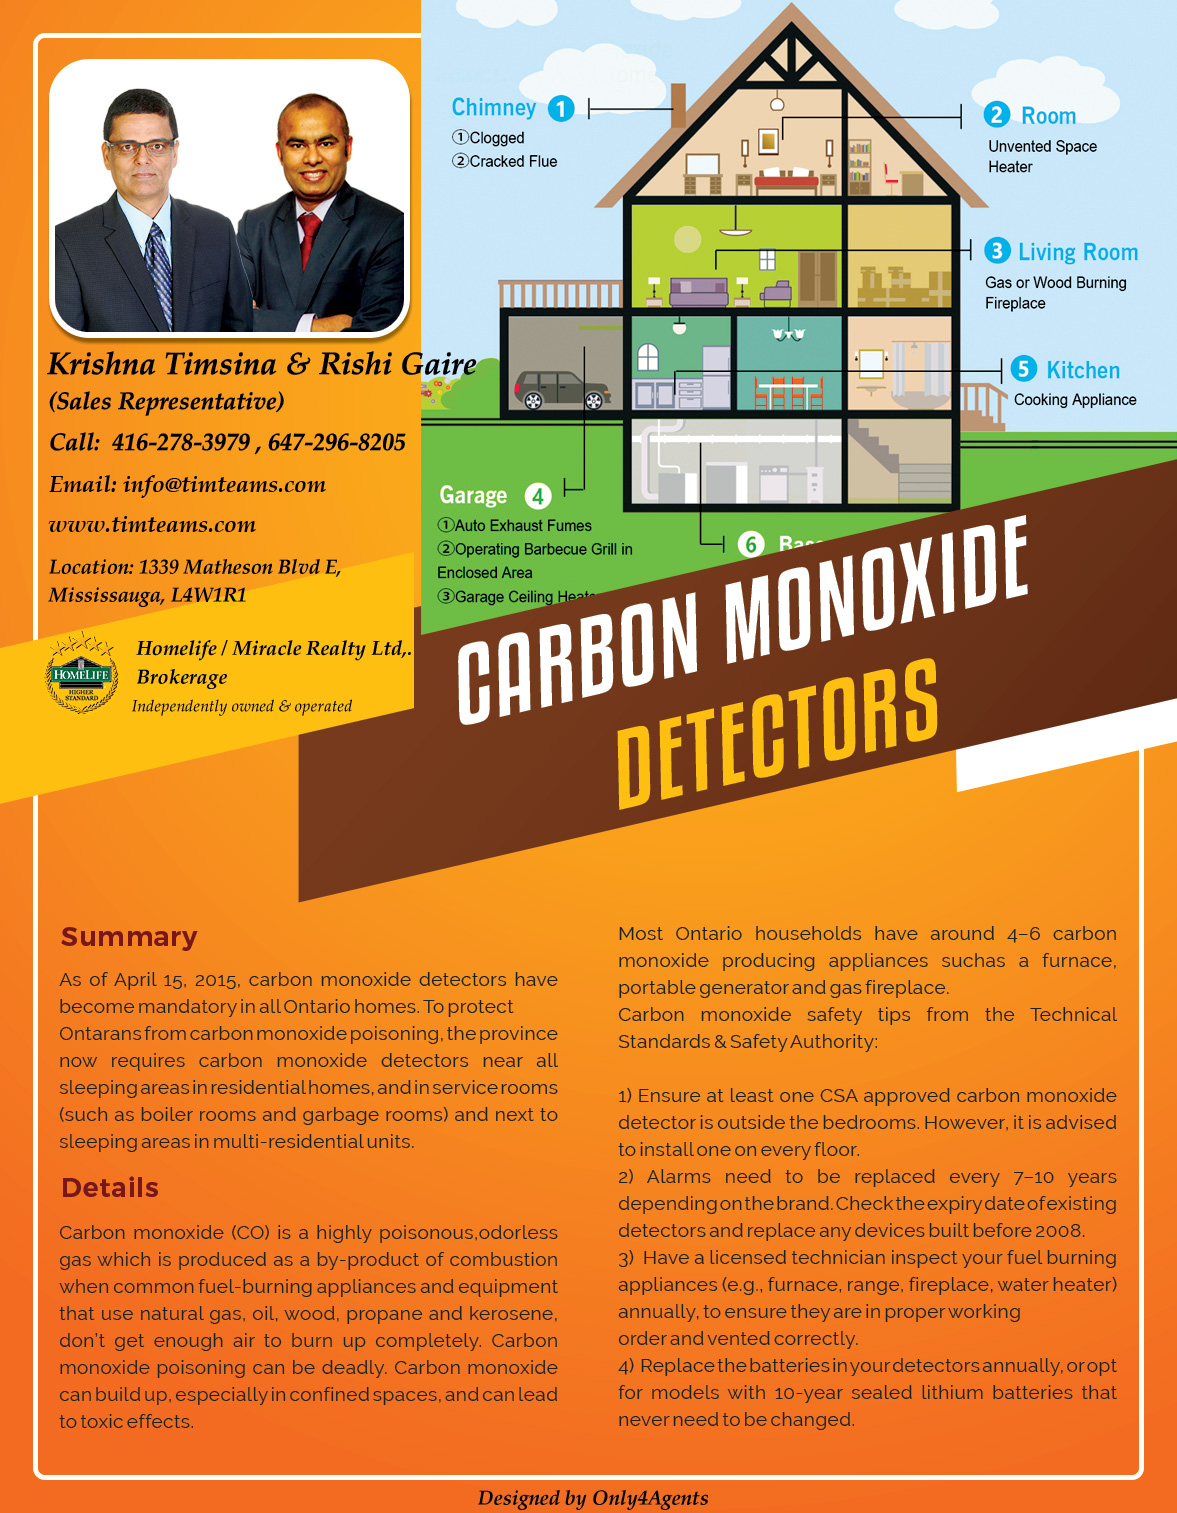 Krishna Timsina & Rishi Gaire
(Sales Representative)
Call: 416-278-3979 , 647-296-8205
Email: info@timteams.com
www.timteams.com
Location: 1339 Matheson Blvd E,
Mississauga, L4W1R1
HOMELIFE
HIGHER
STANDARD
Homelife / Miracle Realty Ltd,.
Brokerage
Independently owned & operated
Chimney 1
①Clogged
②Cracked Flue
2 Room
Unvented Space
Heater
3 Living Room
Gas or Wood Burning
Fireplace
5 Kitchen
Cooking Appliance
Garage 4
①Auto Exhaust Fumes
②Operating Barbecue Grill in
Enclosed Area
③Garage Ceiling
6
CARBON MONOXIDE
DETECTORS
Summary
As of April 15, 2015, carbon monoxide detectors have
become mandatory in all Ontario homes. To protect
Ontarans from carbon monoxide poisoning, the province
now requires carbon monoxide detectors near all
sleeping areas in residential homes, and in service rooms
(such as boiler rooms and garbage rooms) and next to
sleeping areas in multi-residential units.
Details
Carbon monoxide (CO) is a highly poisonous,odorless
gas which is produced as a by-product of combustion
when common fuel-burning appliances and equipment
that use natural gas, oil, wood, propane and kerosene,
don't get enough air to burn up completely. Carbon
monoxide poisoning can be deadly. Carbon monoxide
can build up, especially in confined spaces, and can lead
to toxic effects.
Most Ontario households have around 4–6 carbon
monoxide producing appliances suchas a furnace,
portable generator and gas fireplace.
Carbon monoxide safety tips from the Technical
Standards & Safety Authority:
1) Ensure at least one CSA approved carbon monoxide
detector is outside the bedrooms. However, it is advised
to install one on every floor.
2) Alarms need to be replaced every 7–10 years
depending on the brand. Check the expiry date of existing
detectors and replace any devices built before 2008.
3) Have a licensed technician inspect your fuel burning
appliances (e.g., furnace, range, fireplace, water heater)
annually, to ensure they are in proper working
order and vented correctly.
4) Replace the batteries in your detectors annually, or opt
for models with 10-year sealed lithium batteries that
never need to be changed.
Designed by Only4Agents